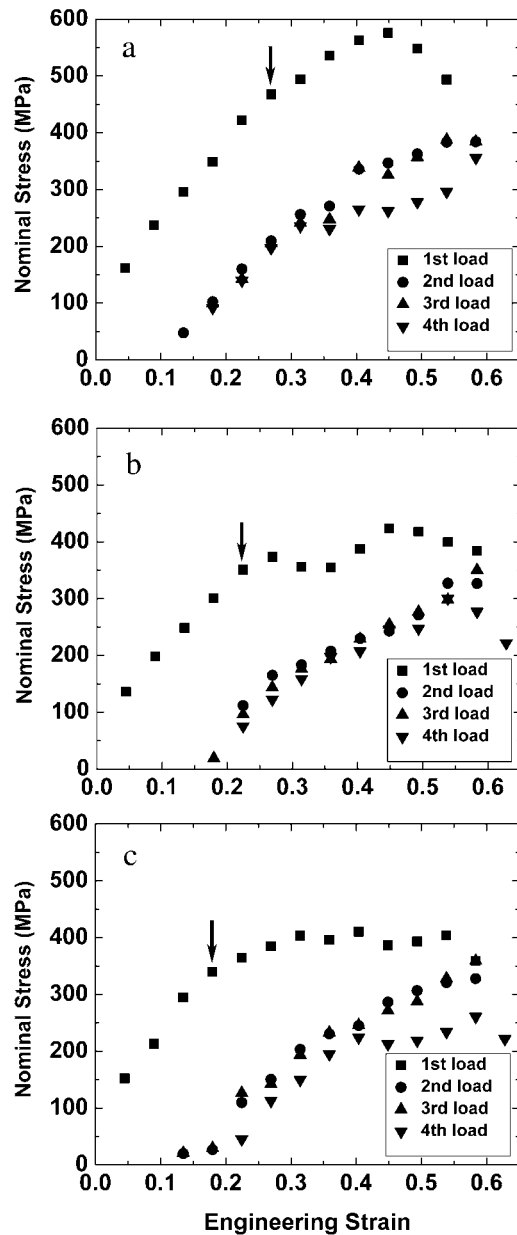 a
600
500
400
300
200
100
0
Nominal Stress (MPa)
1st load
2nd load
3rd load
4th load
0.0 0.1 0.2 0.3 0.4 0.5 0.6
b
600
500
400
300
200
100
0
Nominal Stress (MPa)
1st load
2nd load
3rd load
4th load
0.0 0.1 0.2 0.3 0.4 0.5 0.6
c
600
500
400
300
200
100
0
Nominal Stress (MPa)
1st load
2nd load
3rd load
4th load
0.0 0.1 0.2 0.3 0.4 0.5 0.6
Engineering Strain